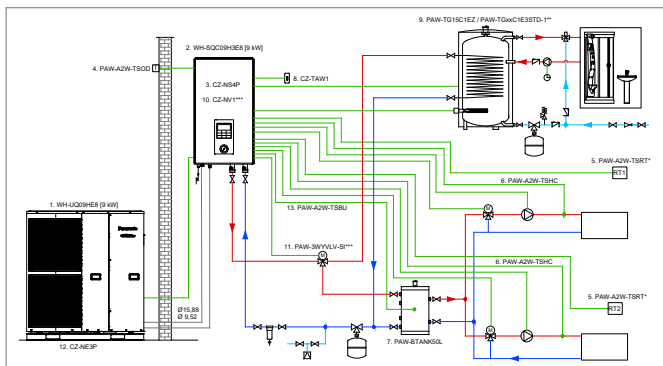 2. WH-SQC09H3E8 [9 kW]
9. PAW-TG15C1EZ / PAW-TGxxC1E3STD-1**
4. PAW-A2W-TSOD
T
3. CZ-NS4P
8. CZ-TAW1
10. CZ-NV1***
5. PAW-A2W-TSRT*
RT1
6. PAW-A2W-TSHC
1. WH-UQ09HE8 [9 kW]
13. PAW-A2W-TSBU
M
Panasonic
11. PAW-3WYVLV-SI***
M
6. PAW-A2W-TSHC
5. PAW-A2W-TSRT*
RT2
Ø15,88
Ø 9,52
M
7. PAW-BTANK50L
12. CZ-NE3P